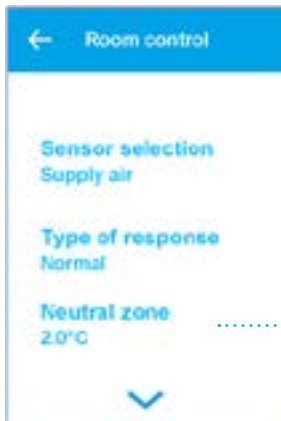 Room control
Sensor selection
Supply air
Type of response
Normal
Neutral zone
2.0°C